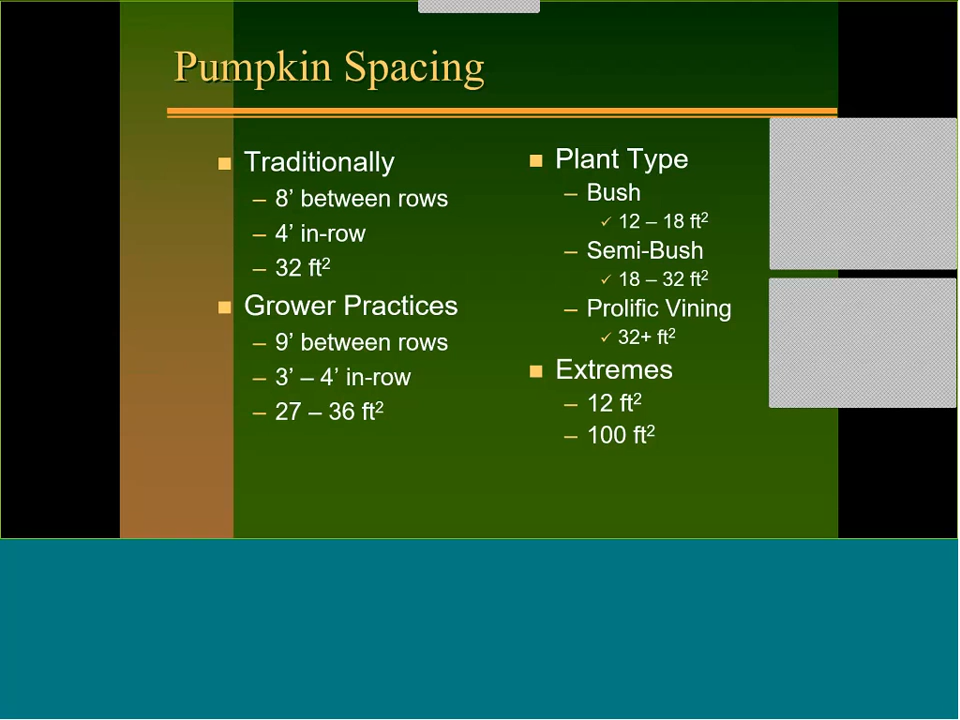 Pumpkin Spacing
Traditionally
– 8’ between rows
– 4’ in-row
– 32 ft²
Grower Practices
– 9’ between rows
– 3’ – 4’ in-row
– 27 – 36 ft²
Plant Type
– Bush
✓ 12 – 18 ft²
– Semi-Bush
✓ 18 – 32 ft²
– Prolific Vining
✓ 32+ ft²
Extremes
– 12 ft²
– 100 ft²